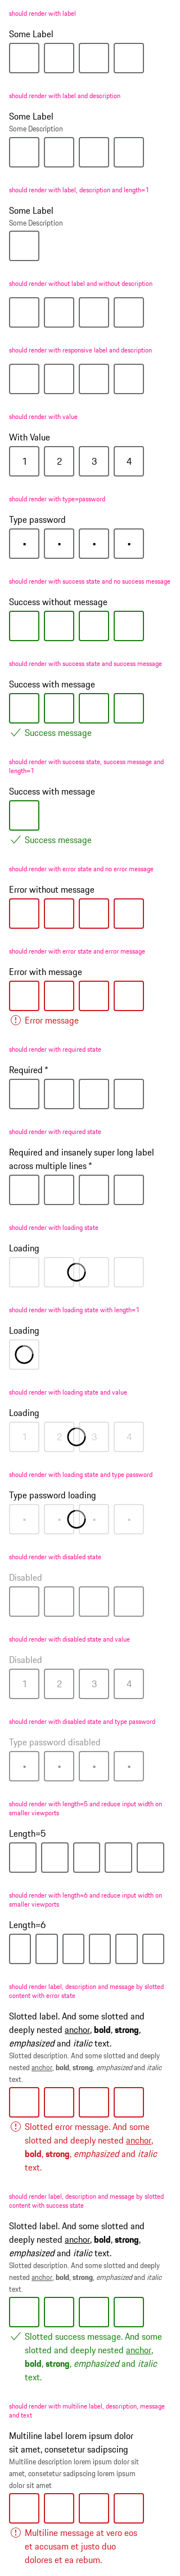 should render with label
Some Label
should render with label and description
Some Label
Some Description
should render with label, description and length=1
Some Label
Some Description
should render without label and without description
should render with responsive label and description
should render with value
With Value
1 2 3 4
should render with type=password
Type password
• • • •
should render with success state and no success message
Success without message
should render with success state and success message
Success with message
Success message
should render with success state, success message and
length=1
Success with message
Success message
should render with error state and no error message
Error without message
should render with error state and error message
Error with message
Error message
should render with required state
Required *
should render with required state
Required and insanely super long label
across multiple lines *
should render with loading state
Loading
should render with loading state with length=1
Loading
should render with loading state and value
Loading
1 2 3 4
should render with loading state and type password
Type password loading
• • • •
should render with disabled state
Disabled
should render with disabled state and value
Disabled
1 2 3 4
should render with disabled state and type password
Type password disabled
• • • •
should render with length=5 and reduce input width on
smaller viewports
Length=5
should render with length=6 and reduce input width on
smaller viewports
Length=6
should render label, description and message by slotted
content with error state
Slotted label. And some slotted and
deeply nested anchor, bold, strong,
emphasized and italic text.
Slotted description. And some slotted and deeply
nested anchor, bold, strong, emphasized and italic
text.
Slotted error message. And some
slotted and deeply nested anchor,
bold, strong, emphasized and italic
text.
should render label, description and message by slotted
content with success state
Slotted label. And some slotted and
deeply nested anchor, bold, strong,
emphasized and italic text.
Slotted description. And some slotted and deeply
nested anchor, bold, strong, emphasized and italic
text.
Slotted success message. And some
slotted and deeply nested anchor,
bold, strong, emphasized and italic
text.
should render with multiline label, description, message
and text
Multiline label lorem ipsum dolor
sit amet, consetetur sadipscing
Multiline description lorem ipsum dolor sit
amet, consetetur sadipscing lorem ipsum
dolor sit amet
Multiline message at vero eos
et accusam et justo duo
dolores et ea rebum.